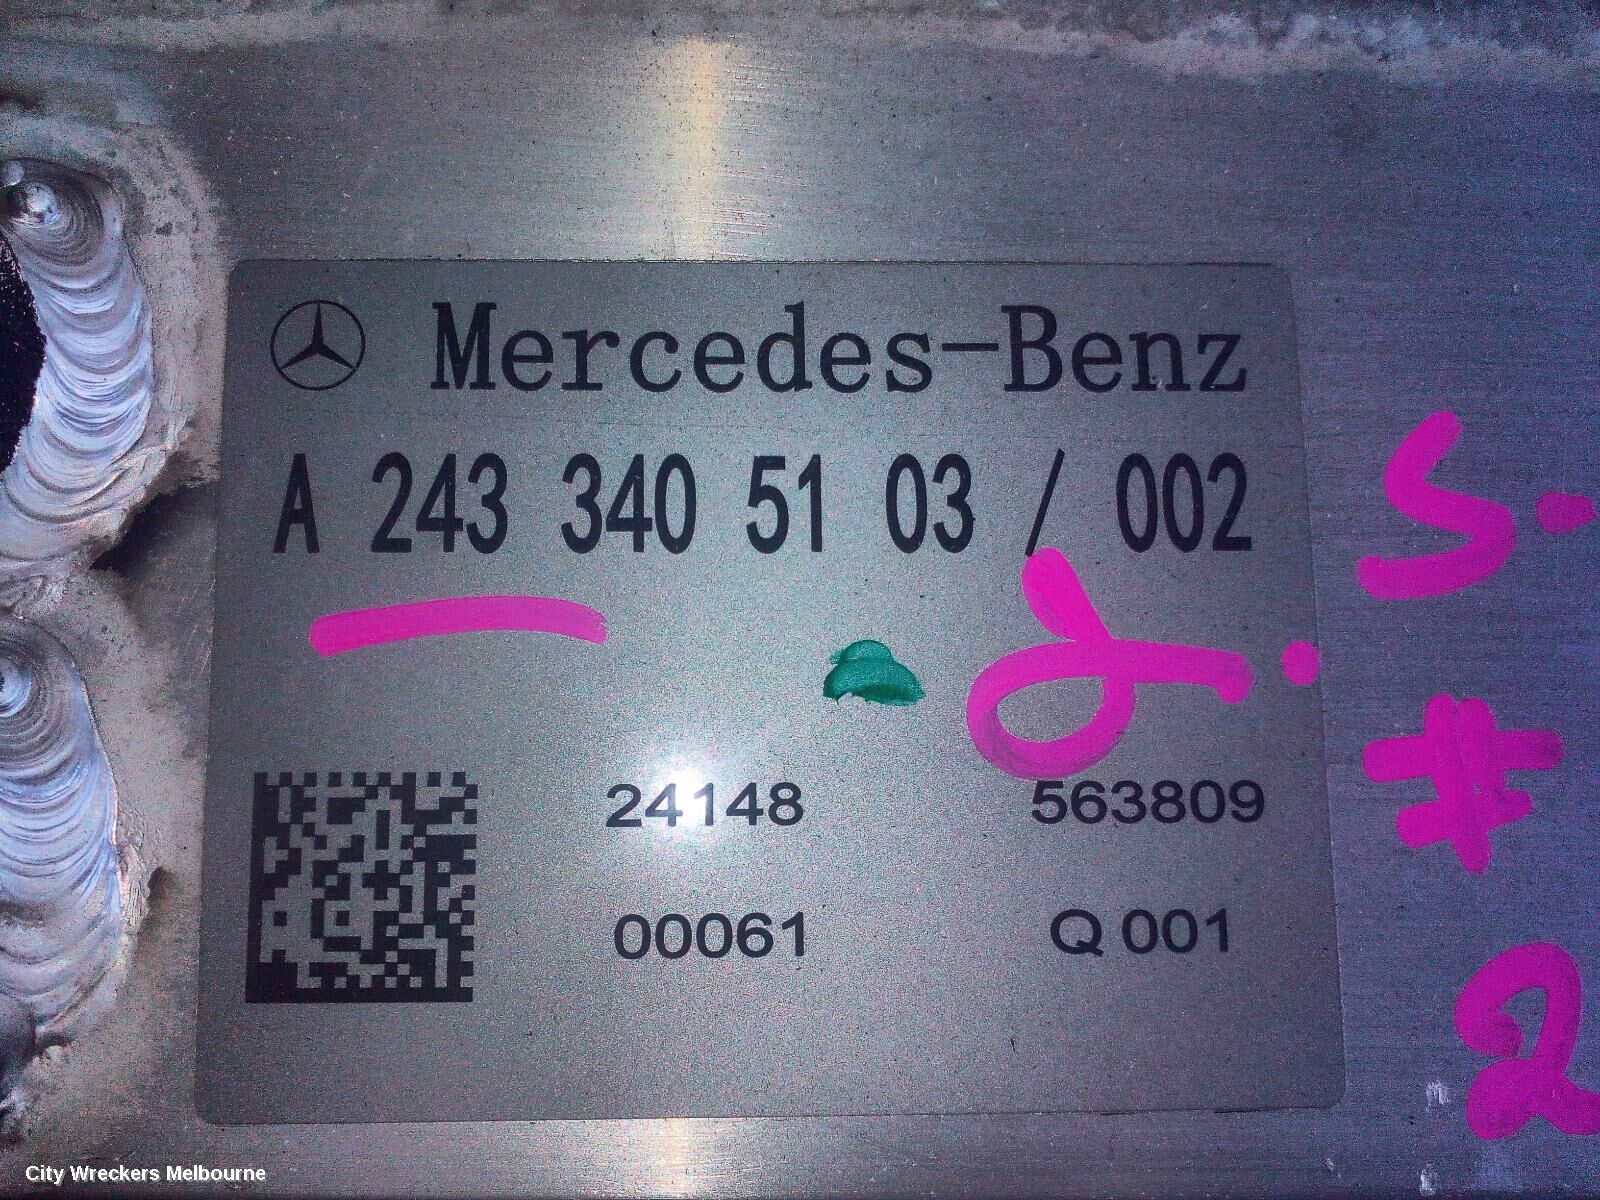 Mercedes-Benz
A 243 340 51 03 / 002
24148 563809
00061 Q 001
City Wreckers Melbourne